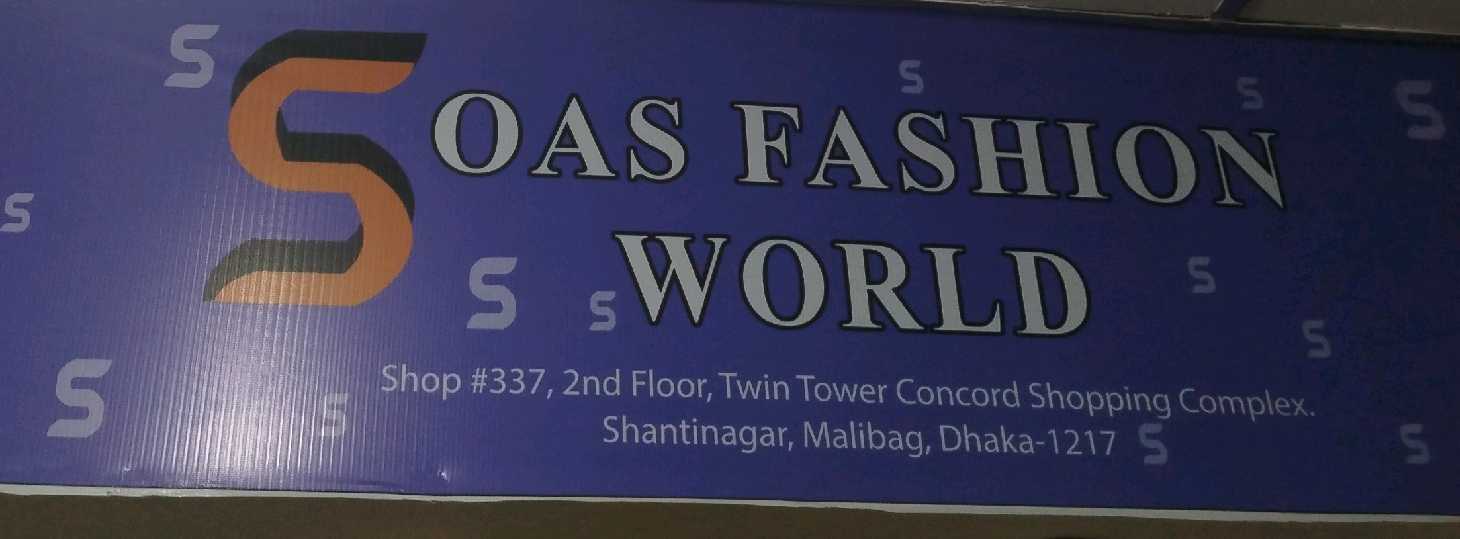 SOAS FASHION
WORLD
Shop #337, 2nd Floor, Twin Tower Concord Shopping Complex.
Shantinagar, Malibag, Dhaka-1217